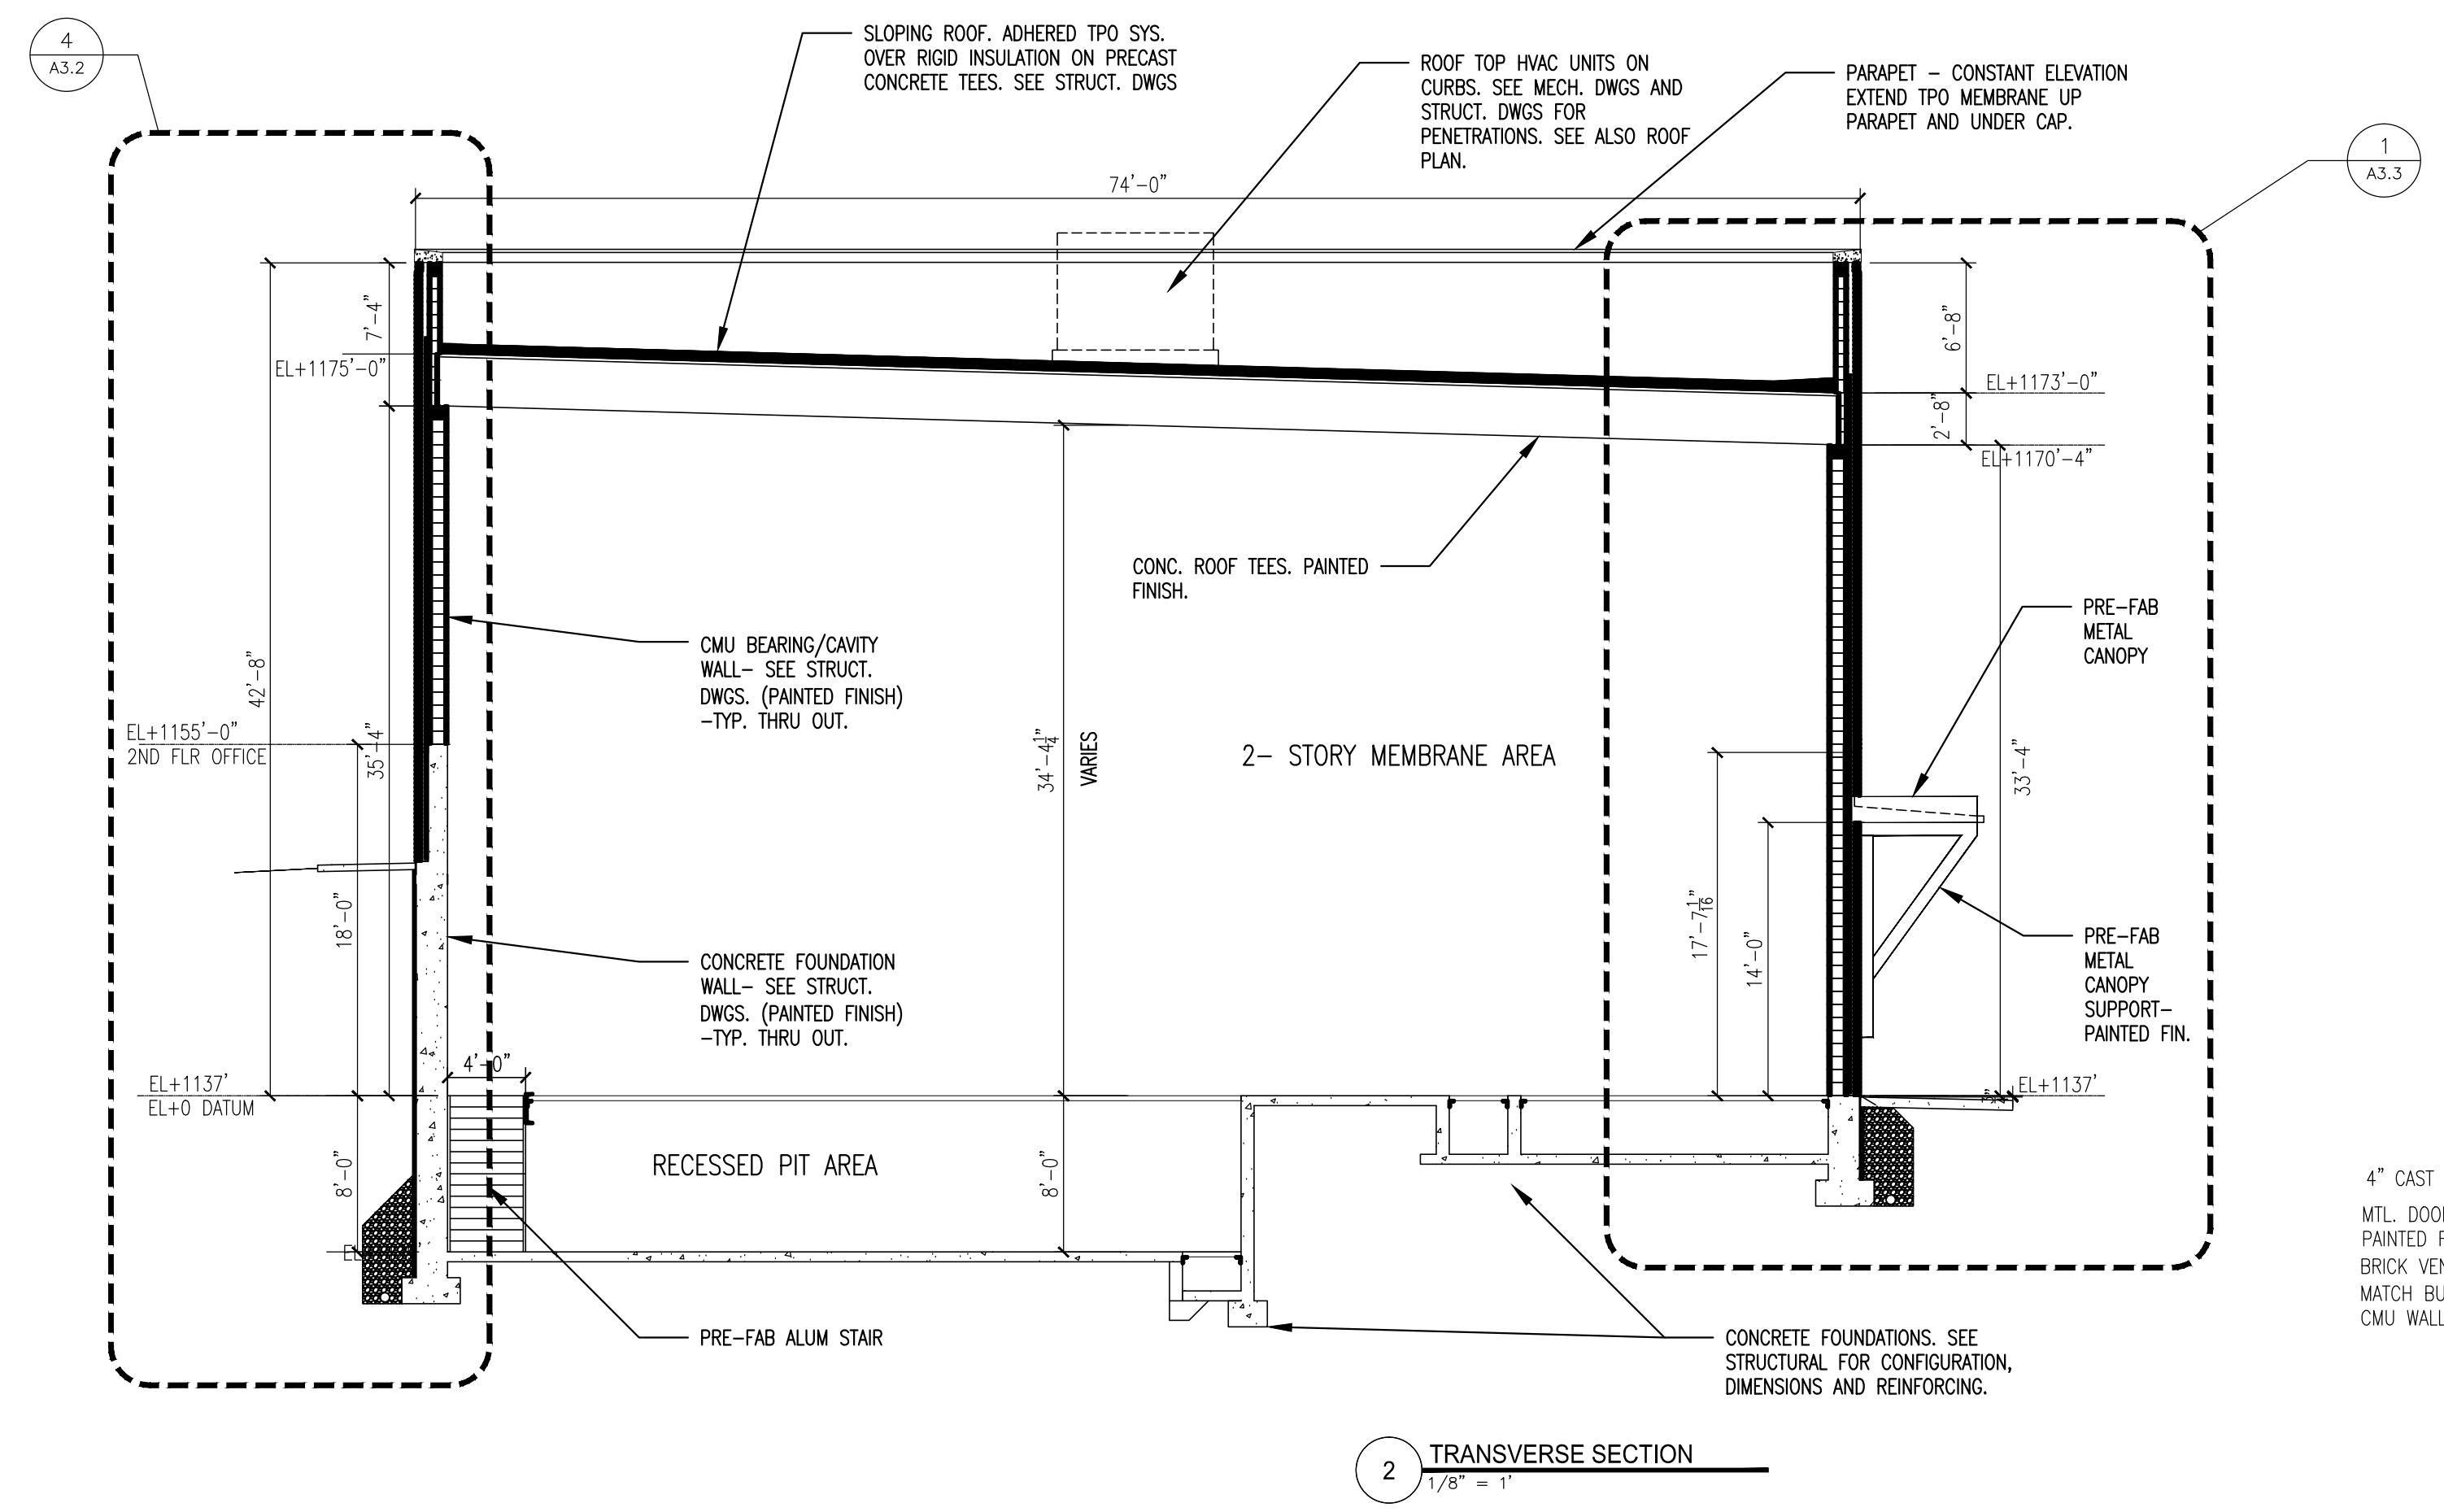 4
A3.2
SLOPING ROOF. ADHERED TPO SYS.
OVER RIGID INSULATION ON PRECAST
CONCRETE TEES. SEE STRUCT. DWGS
ROOF TOP HVAC UNITS ON
CURBS. SEE MECH. DWGS AND
STRUCT. DWGS FOR
PENETRATIONS. SEE ALSO ROOF
PLAN.
PARAPET – CONSTANT ELEVATION
EXTEND TPO MEMBRANE UP
PARAPET AND UNDER CAP.
1
A3.3
74'–0"
7'–4"
EL+1175'–0"
6'–8"
EL+1173'–0"
2'–8"
EL+1170'–4"
CONC. ROOF TEES. PAINTED
FINISH.
PRE–FAB
METAL
CANOPY
CMU BEARING/CAVITY
WALL– SEE STRUCT.
DWGS. (PAINTED FINISH)
–TYP. THRU OUT.
42'–8"
EL+1155'–0"
2ND FLR OFFICE
35'–4"
34'–4 1/4"
VARIES
2– STORY MEMBRANE AREA
33'–4"
18'–0"
17'–7 1/16"
14'–0"
CONCRETE FOUNDATION
WALL– SEE STRUCT.
DWGS. (PAINTED FINISH)
–TYP. THRU OUT.
PRE–FAB
METAL
CANOPY
SUPPORT–
PAINTED FIN.
4'–0"
EL+1137'
EL+0 DATUM
EL+1137'
3"
RECESSED PIT AREA
8'–0"
8'–0"
4" CAST
MTL. DOO
PAINTED F
BRICK VEN
MATCH BU
CMU WALL
PRE–FAB ALUM STAIR
CONCRETE FOUNDATIONS. SEE
STRUCTURAL FOR CONFIGURATION,
DIMENSIONS AND REINFORCING.
2
TRANSVERSE SECTION
1/8" = 1'